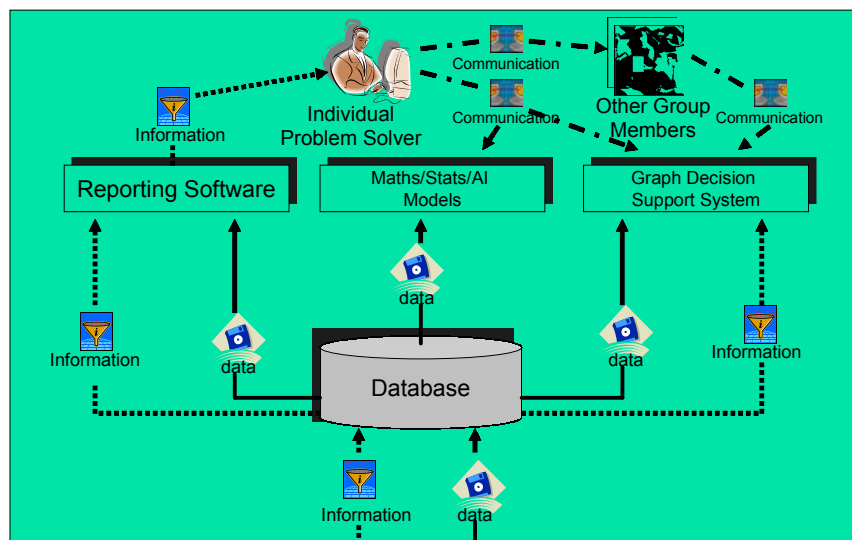 Communication
Individual
Problem Solver
Communication
Other Group
Members
Communication
Information
Reporting Software
Maths/Stats/AI
Models
Graph Decision
Support System
data
Information
data
data
Information
Database
Information
data